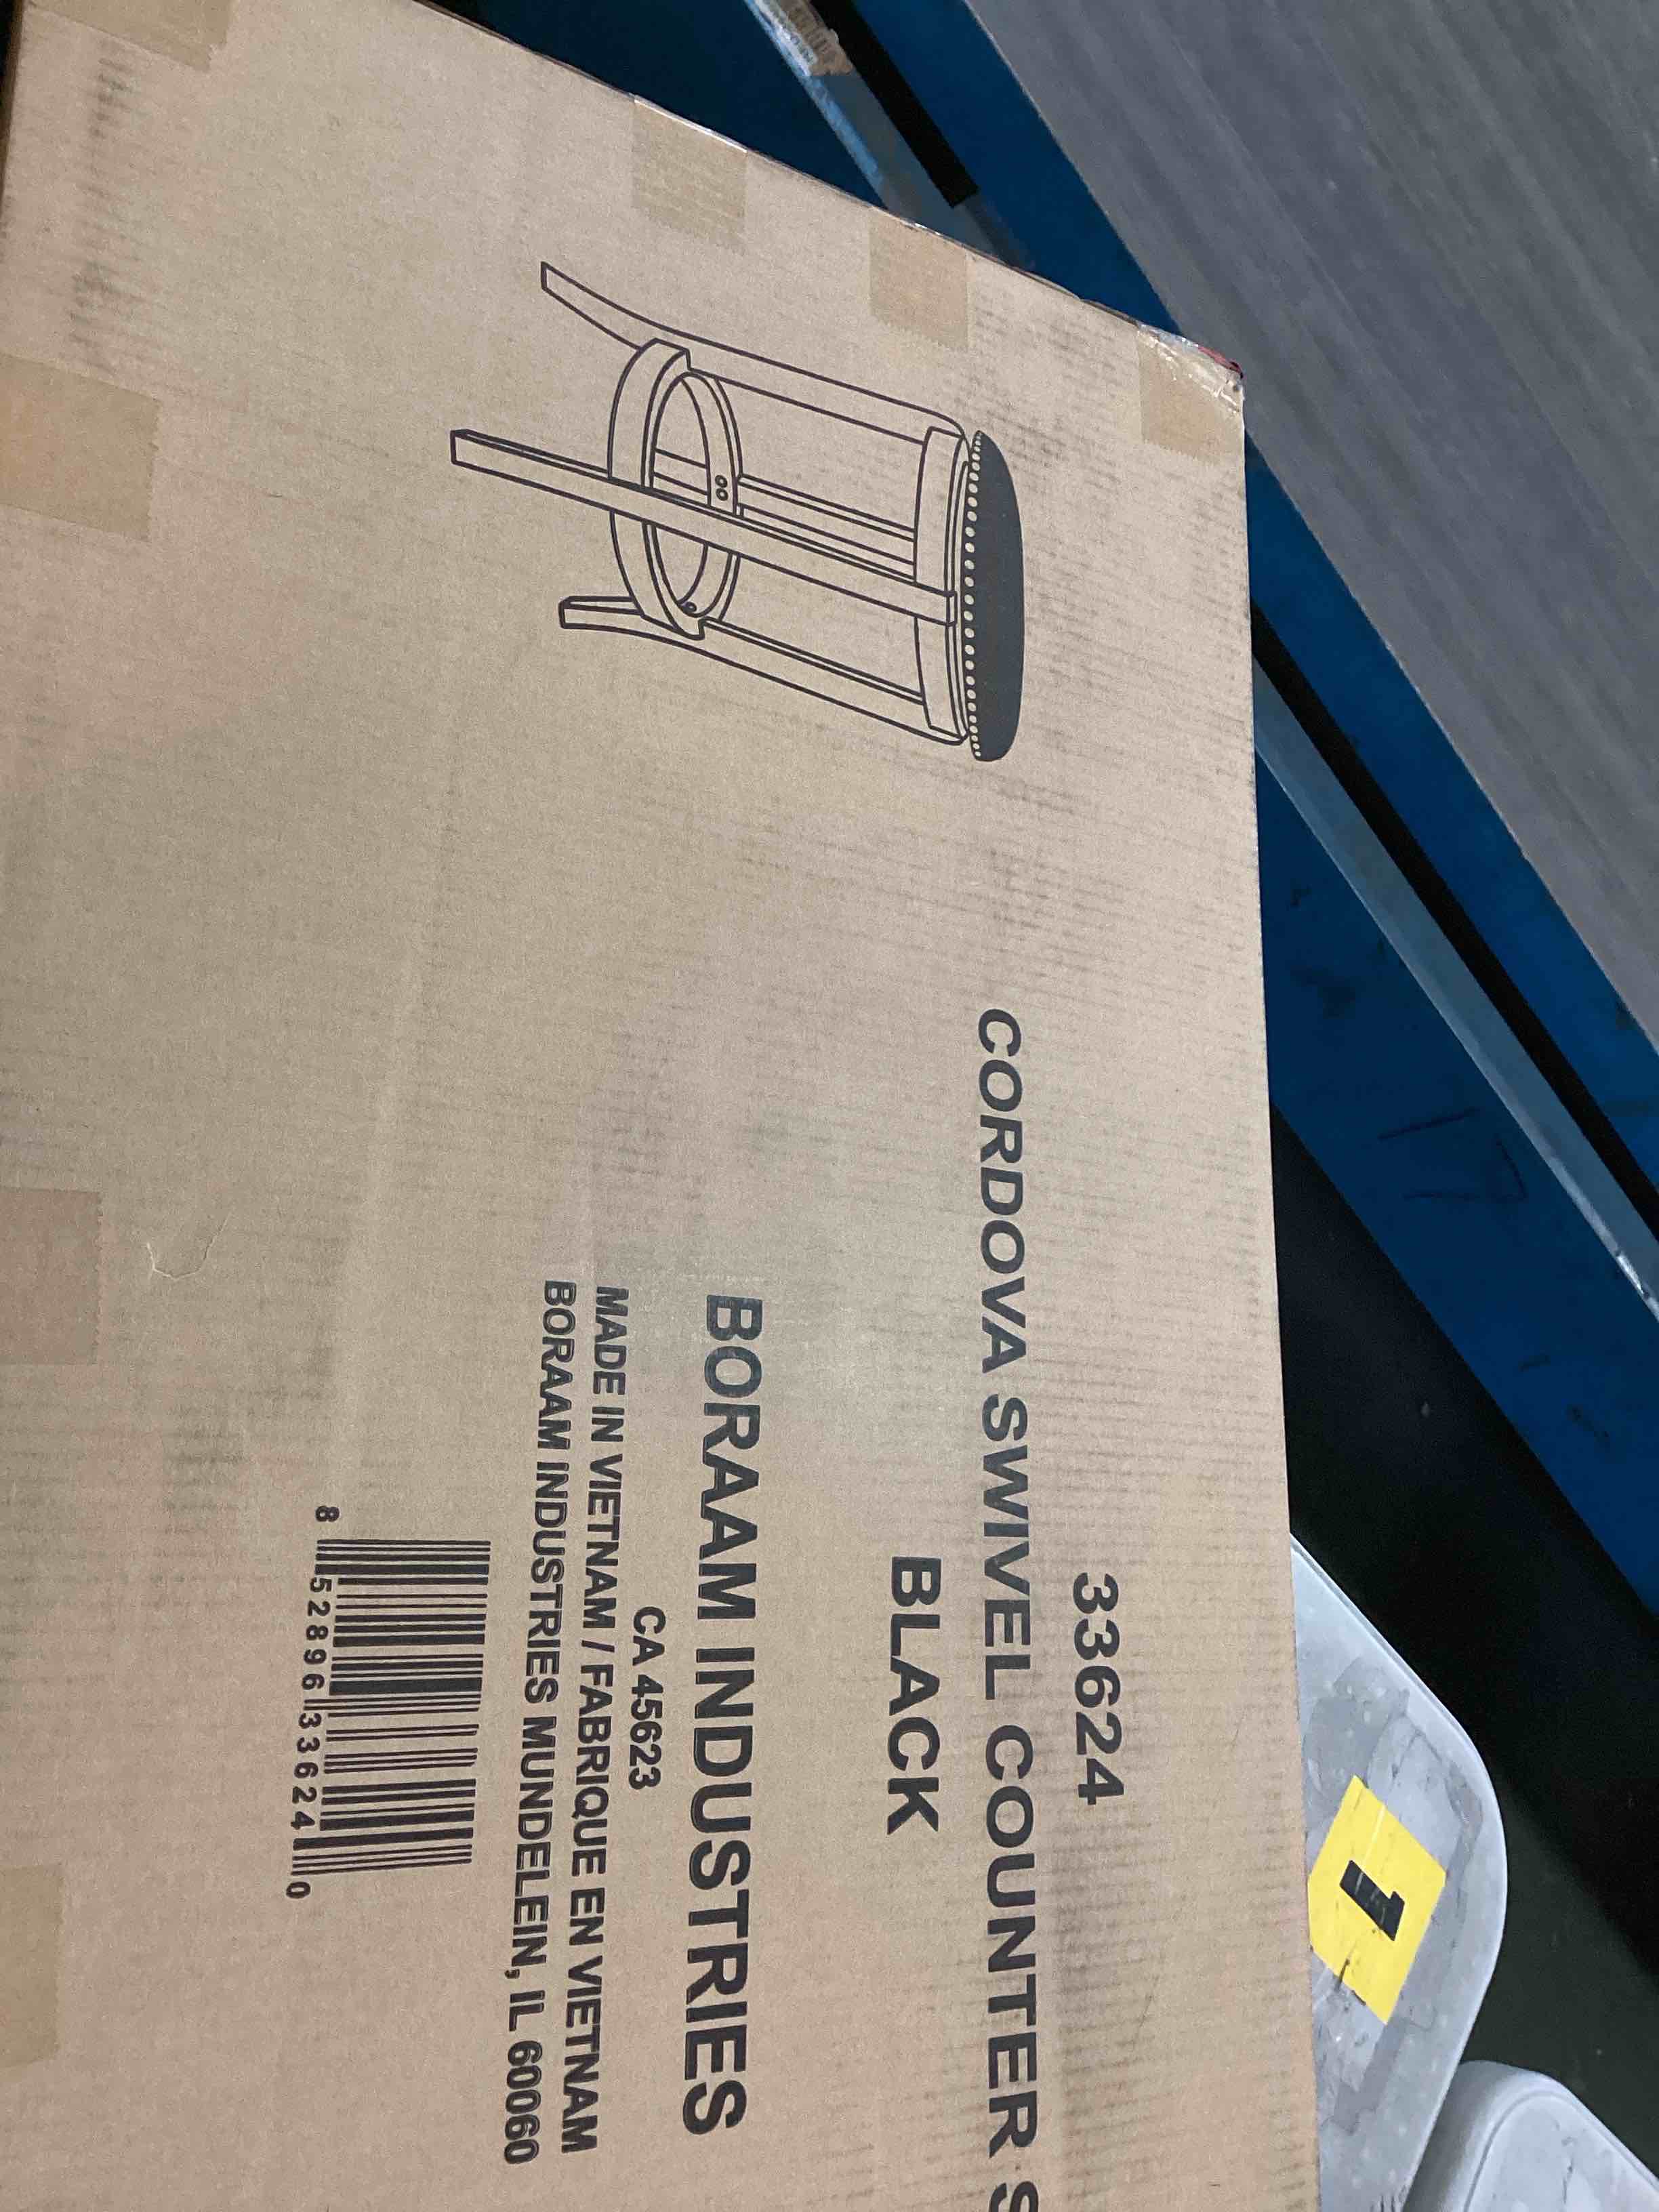 33624
CORDOVA SWIVEL COUNTER S
BLACK
BORAAM INDUSTRIES
CA 45623
MADE IN VIETNAM / FABRIQUE EN VIETNAM
BORAAM INDUSTRIES MUNDELEIN, IL 60060
8 52896 33624 0
1